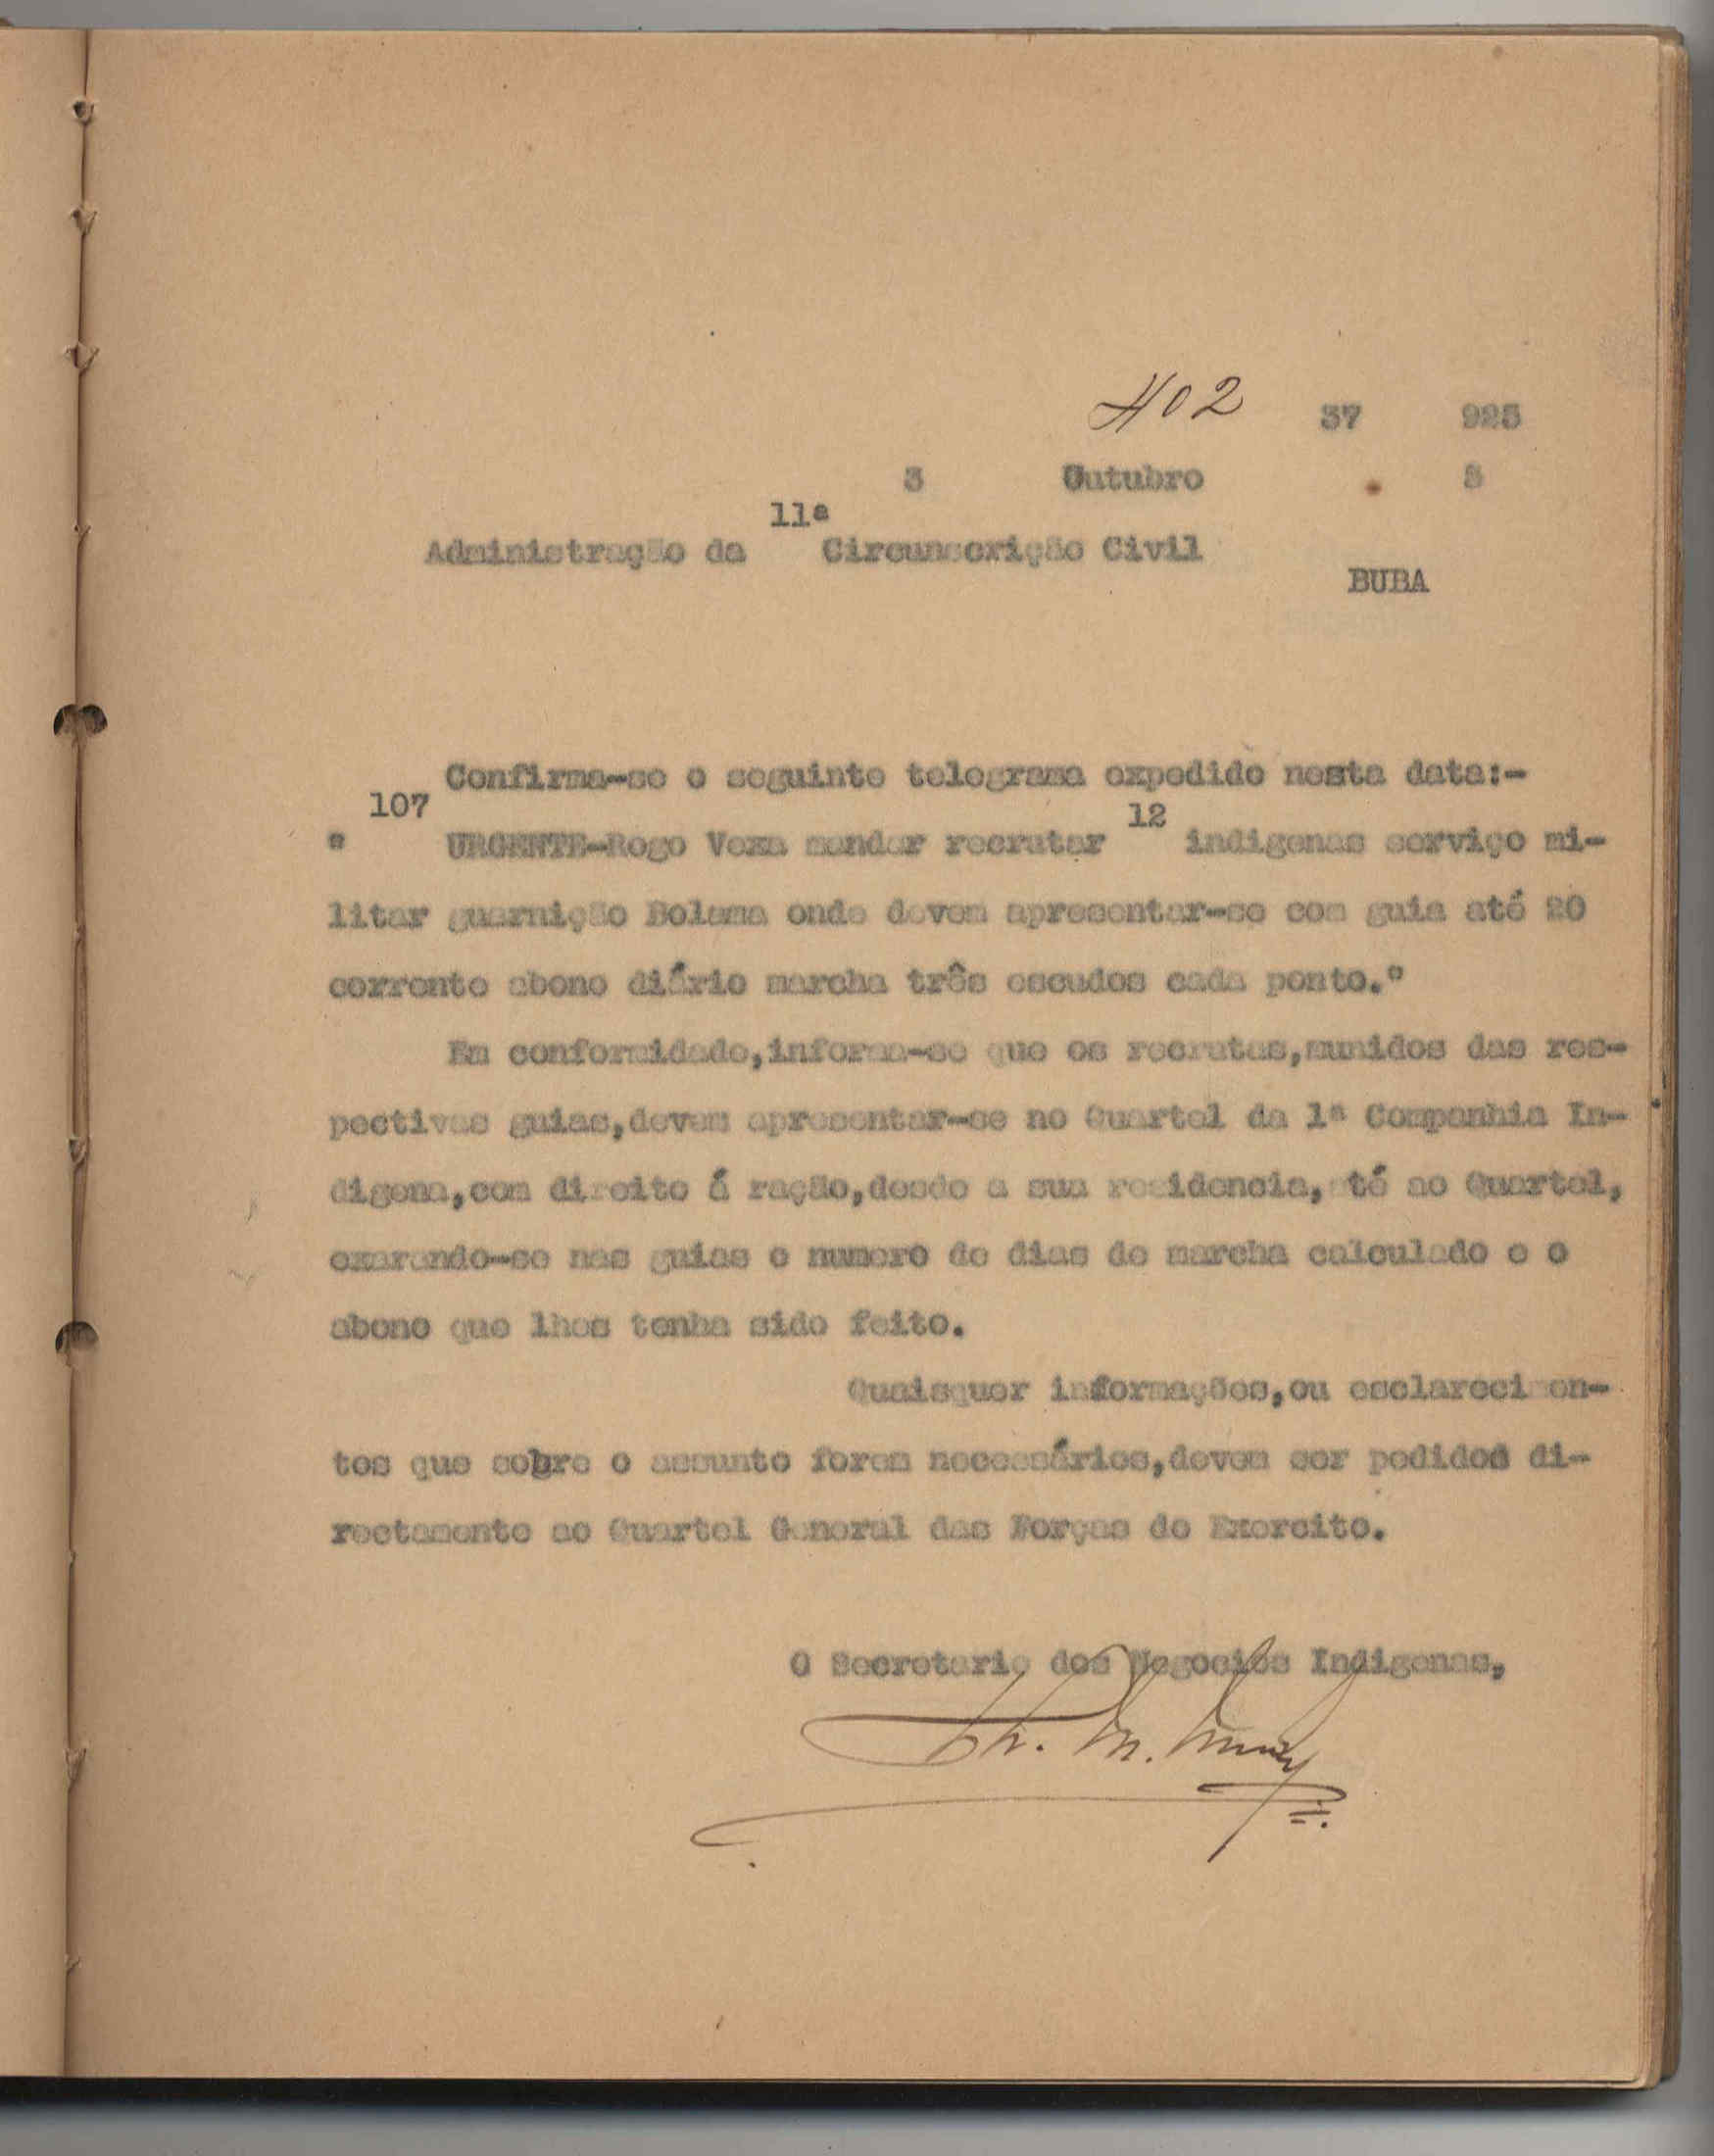 402 37 925
3 Outubro 5
11ª
Administração da Circunscrição Civil
BUBA
Confirma-se o seguinte telegrama expedido nesta data:-
107 12
" URGENTE-Rogo Vexa mandar recrutar indigenas serviço mi-
litar guarnição Bolama onde devem apresentar-se com guia até 20
corrente abono diário marcha três escudos cada ponto."
Em conformidade,informa-se que os recrutas,munidos das res-
pectivas guias,devem apresentar-se no Quartel da 1ª Companhia In-
digena,com direito á ração,desde a sua residencia, até ao Quartel,
exarando-se nas guias o numero de dias de marcha calculado e o
abono que lhes tenha sido feito.
Quaisquer informações,ou esclarecimen-
tos que sobre o assunto forem necessários,devem ser pedidos di-
rectamente ao Quartel General das Forças do Exercito.
O Secretario dos Negocios Indigenas,